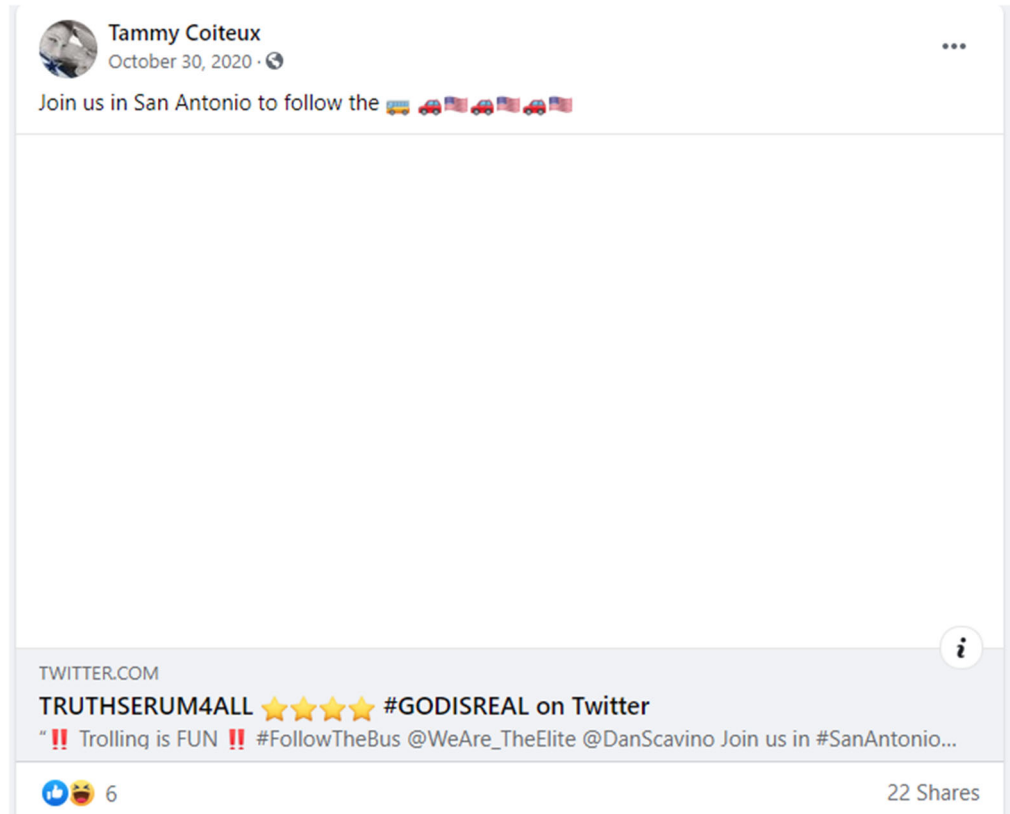 Tammy Coiteux
October 30, 2020 ·
Join us in San Antonio to follow the 🚌 🚗🇺🇸🚗🇺🇸🚗🇺🇸
i
TWITTER.COM
TRUTHSERUM4ALL ⭐⭐⭐⭐ #GODISREAL on Twitter
“‼️ Trolling is FUN ‼️ #FollowTheBus @WeAre_TheElite @DanScavino Join us in #SanAntonio...
6 22 Shares